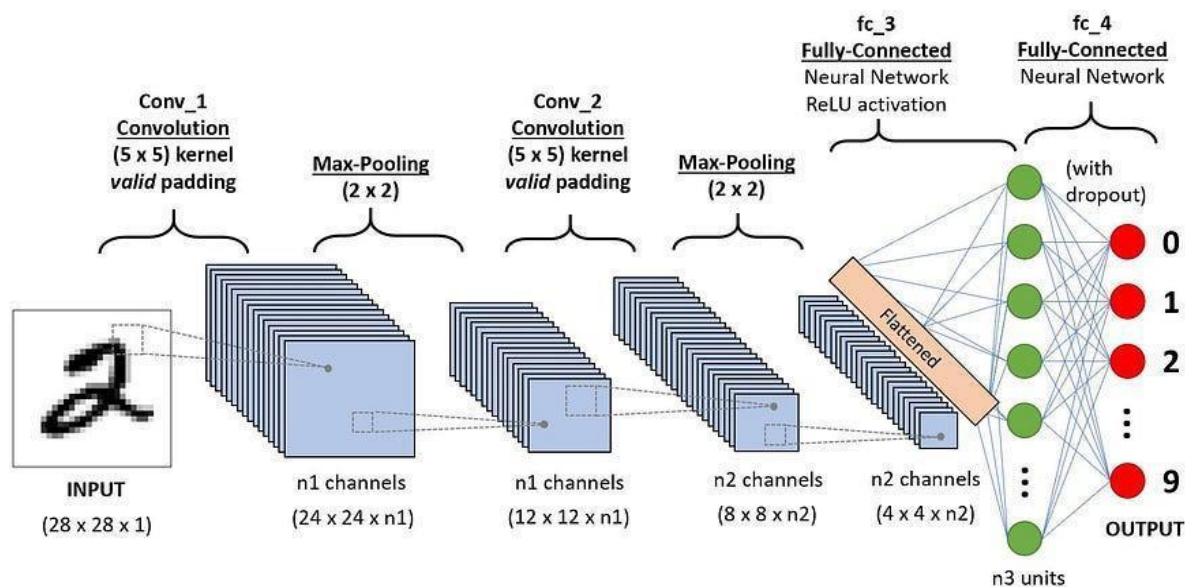 fc_3
Fully-Connected
Neural Network
ReLU activation
fc_4
Fully-Connected
Neural Network
Conv_1
Convolution
(5 x 5) kernel
valid padding
Max-Pooling
(2 x 2)
Conv_2
Convolution
(5 x 5) kernel
valid padding
Max-Pooling
(2 x 2)
(with
dropout)
Flattened
0
1
2
9
INPUT
(28 x 28 x 1)
n1 channels
(24 x 24 x n1)
n1 channels
(12 x 12 x n1)
n2 channels
(8 x 8 x n2)
n2 channels
(4 x 4 x n2)
n3 units
OUTPUT